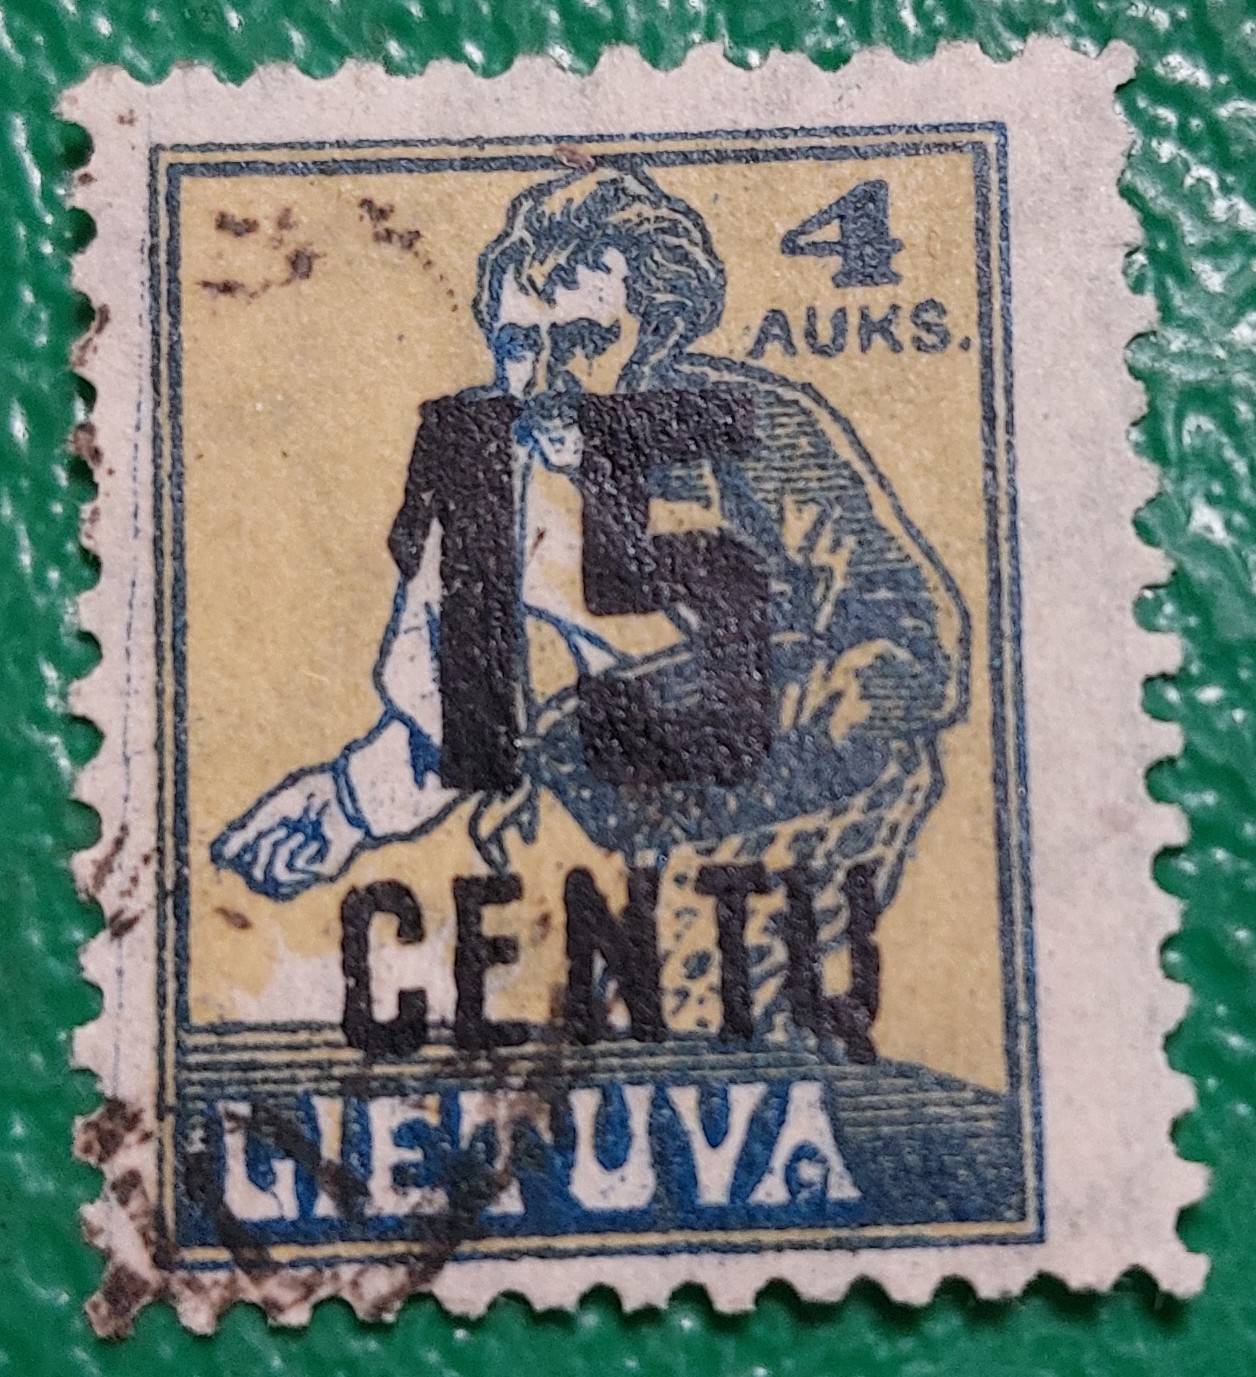 4
AUKS.
15
CENTŲ
LIETUVA